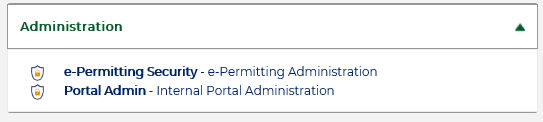 Administration
e-Permitting Security - e-Permitting Administration
Portal Admin - Internal Portal Administration